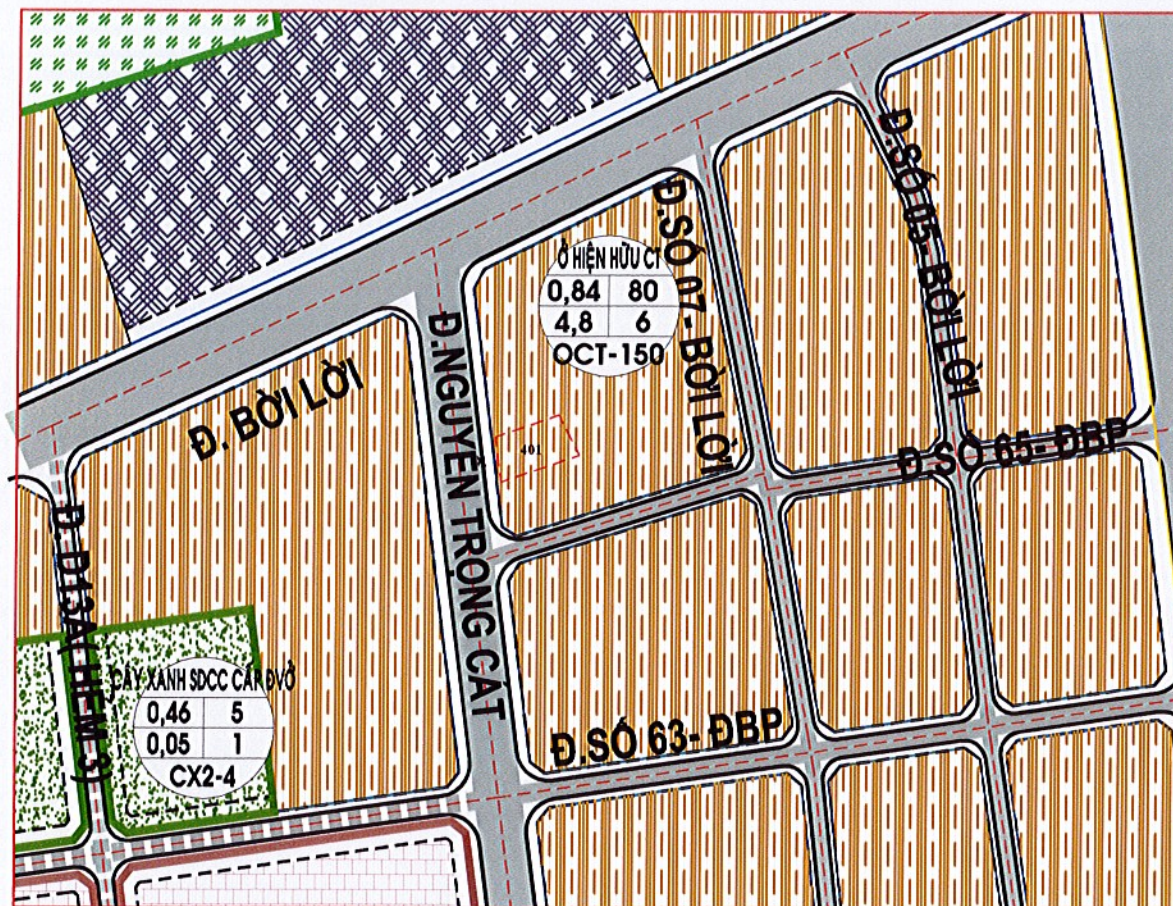 Đ.SỐ 05- BỜI LỜI
Đ.SỐ 07- BỜI LỜI
Ở HIỆN HỮU CT
0,84 80
4,8 6
OCT-150
Đ.NGUYỄN TRỌNG CÁT
Đ. BỜI LỜI
401
Đ.SỐ 65- ĐBP
Đ. D13A( HẺM 3)
CÂY XANH SDCC CẤP ĐVỞ
0,46 5
0,05 1
CX2-4
Đ.SỐ 63- ĐBP